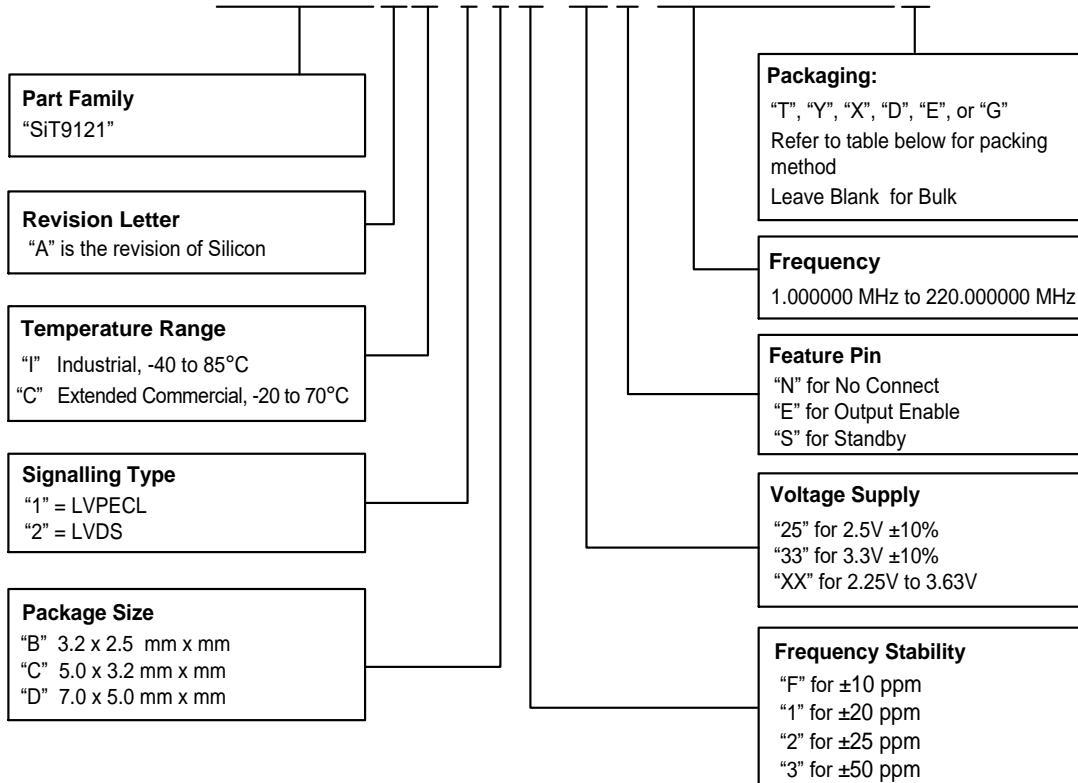 Part Family
“SiT9121”
Revision Letter
“A” is the revision of Silicon
Temperature Range
“I” Industrial, -40 to 85°C
“C” Extended Commercial, -20 to 70°C
Signalling Type
“1” = LVPECL
“2” = LVDS
Package Size
“B” 3.2 x 2.5 mm x mm
“C” 5.0 x 3.2 mm x mm
“D” 7.0 x 5.0 mm x mm
Packaging:
“T”, “Y”, “X”, “D”, “E”, or “G”
Refer to table below for packing
method
Leave Blank for Bulk
Frequency
1.000000 MHz to 220.000000 MHz
Feature Pin
“N” for No Connect
“E” for Output Enable
“S” for Standby
Voltage Supply
“25” for 2.5V ±10%
“33” for 3.3V ±10%
“XX” for 2.25V to 3.63V
Frequency Stability
“F” for ±10 ppm
“1” for ±20 ppm
“2” for ±25 ppm
“3” for ±50 ppm